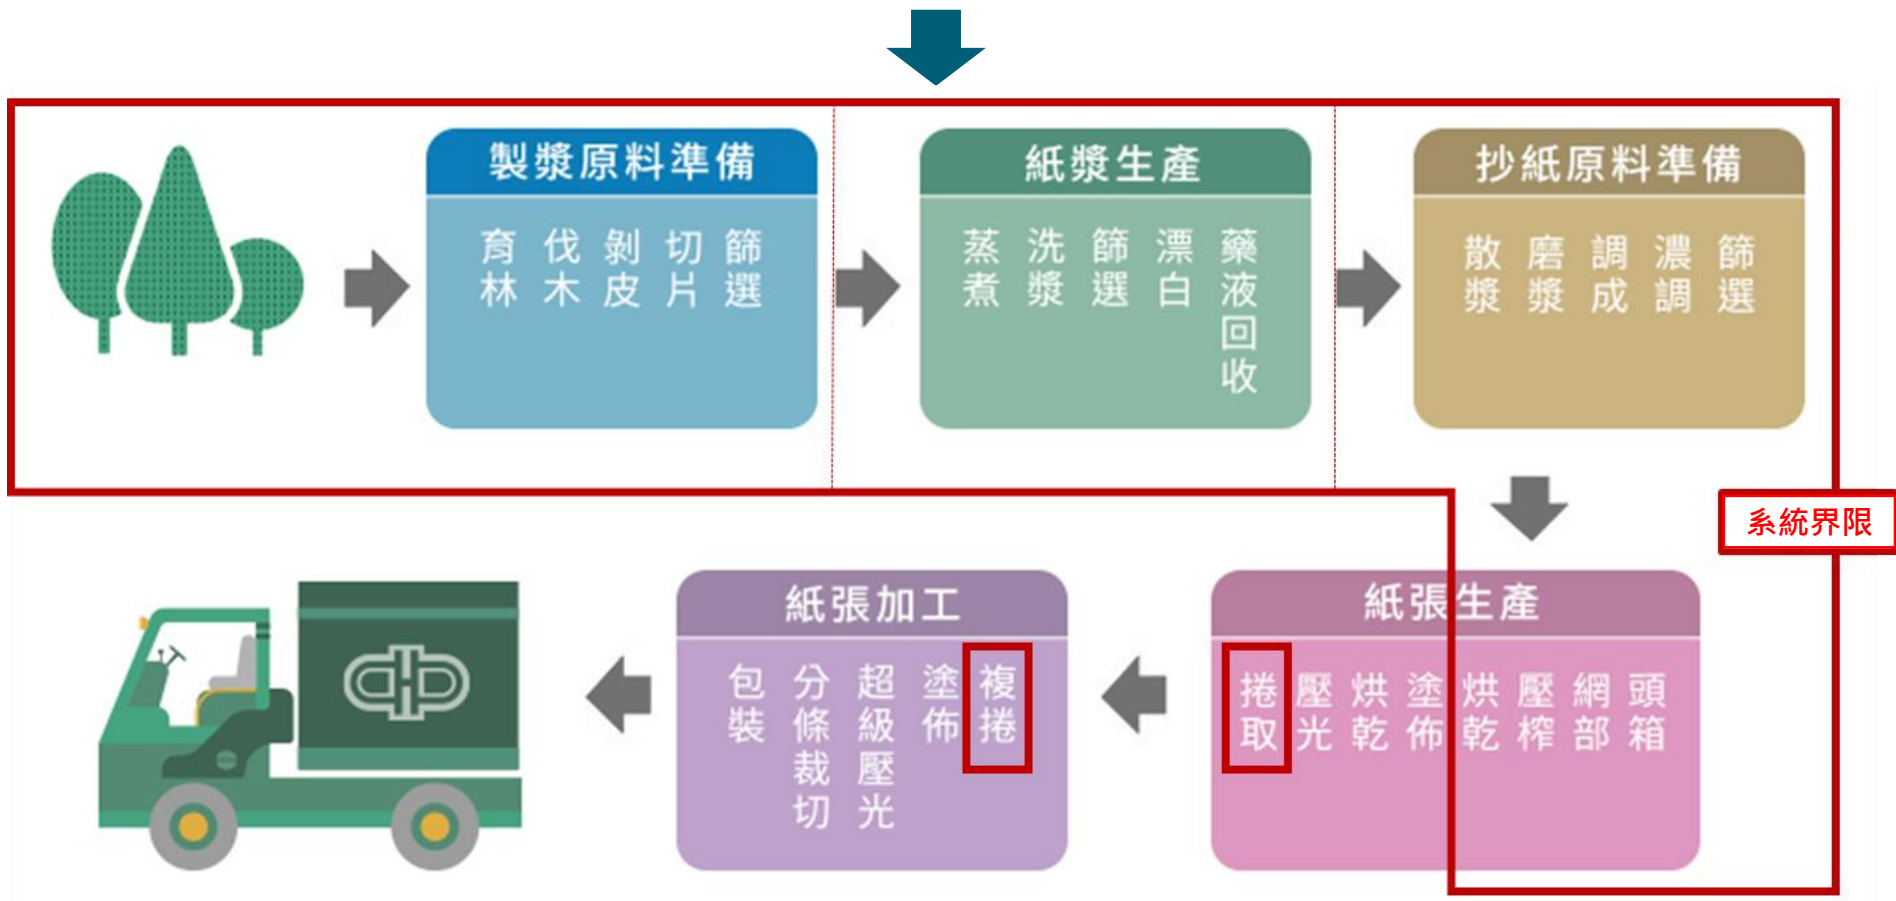 製漿原料準備
育林
伐木
剝皮
切片
篩選
紙漿生產
蒸煮
洗漿
篩選
漂白
藥液回收
抄紙原料準備
散漿
磨漿
調成
濃調
篩選
系統界限
紙張生產
頭箱
網部
壓榨
烘乾
塗佈
烘乾
壓光
捲取
紙張加工
複捲
塗佈
超級壓光
分條裁切
包裝